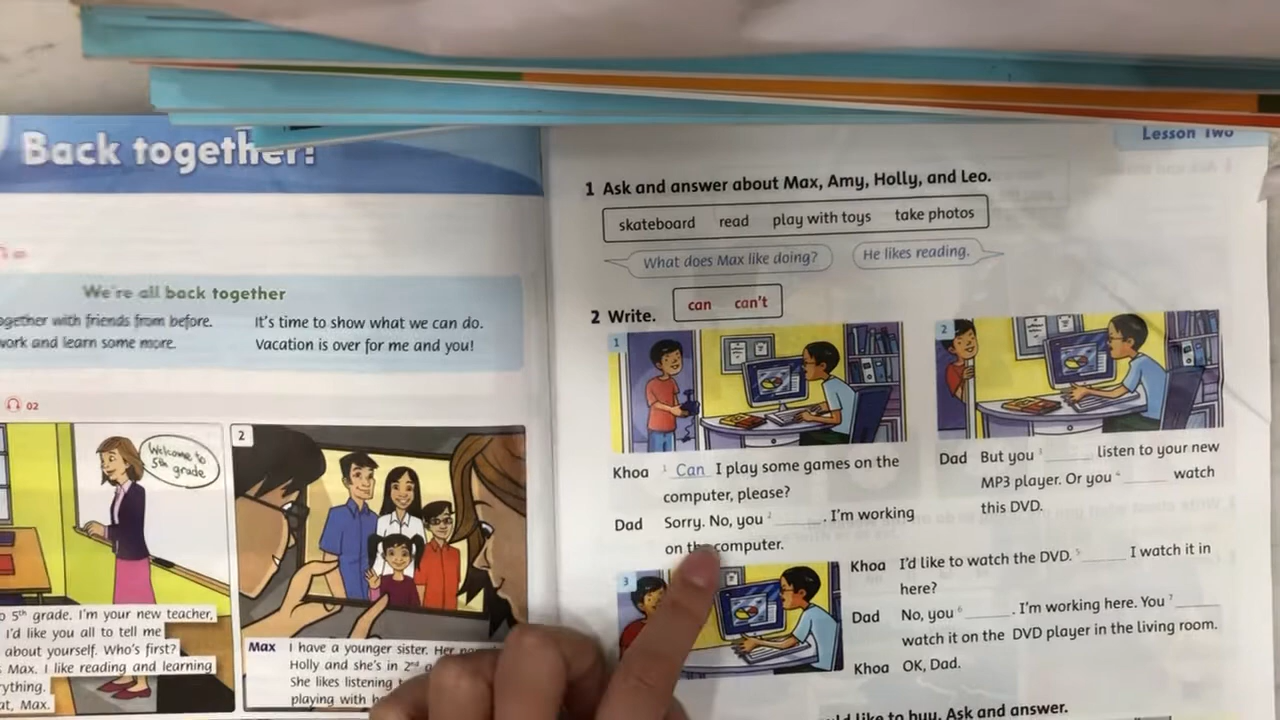 Back together!
We're all back together
ogether with friends from before.
work and learn some more.
It's time to show what we can do.
Vacation is over for me and you!
02
Welcome to
5th grade
5th grade. I'm your new teacher,
I'd like you all to tell me
about yourself. Who's first?
Max. I like reading and learning
rything.
at, Max.
2
Max I have a younger sister. Her
Holly and she's in 2nd
She likes listening
playing with
Lesson Two
1 Ask and answer about Max, Amy, Holly, and Leo.
skateboard read play with toys take photos
What does Max like doing?
He likes reading.
2 Write.
can can't
1
Khoa 1 Can I play some games on the
computer, please?
Dad Sorry. No, you 2 ______. I'm working
on the computer.
2
Dad But you 3 ______ listen to your new
MP3 player. Or you 4 ______ watch
this DVD.
3
Khoa I'd like to watch the DVD. 5 ______ I watch it in
here?
Dad No, you 6 ______. I'm working here. You 7 ______
watch it on the DVD player in the living room.
Khoa OK, Dad.
like to buy. Ask and answer.